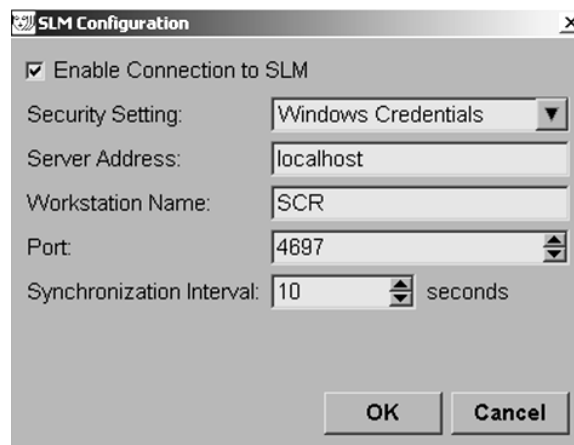 SLM Configuration
Enable Connection to SLM
Security Setting: Windows Credentials
Server Address: localhost
Workstation Name: SCR
Port: 4697
Synchronization Interval: 10 seconds
OK Cancel